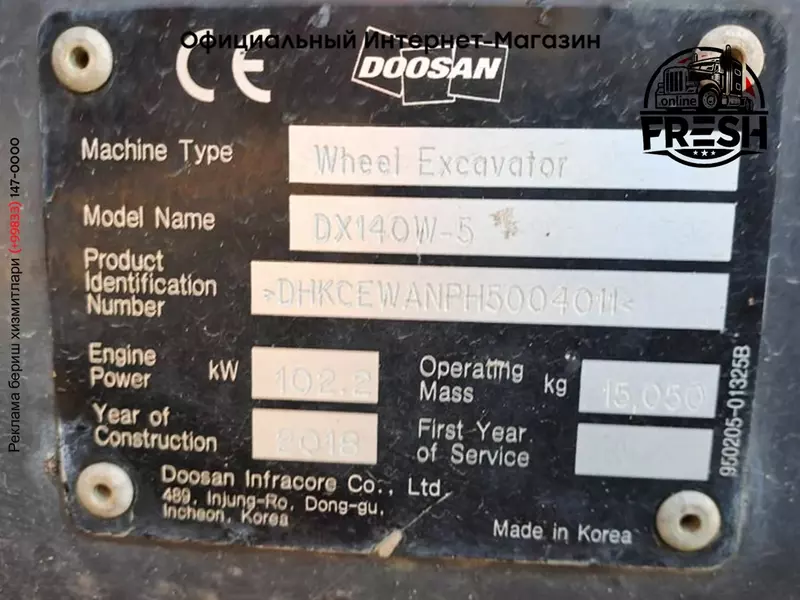 Официальный Интернет-Магазин
CE
DOOSAN
online
FRESH
Machine Type
Wheel Excavator
Model Name
DX140W-5
Product
Identification
Number
>DHKCEWANPH5004011<
Engine
Power
kW
102.2
Operating
Mass
kg
15,050
Year of
Construction
2018
First Year
of Service
Doosan Infracore Co., Ltd.
489, Injung-Ro, Dong-gu,
Incheon, Korea
Made in Korea
950205-01325B
Реклама бериш хизмитлари (+99833) 147-0000